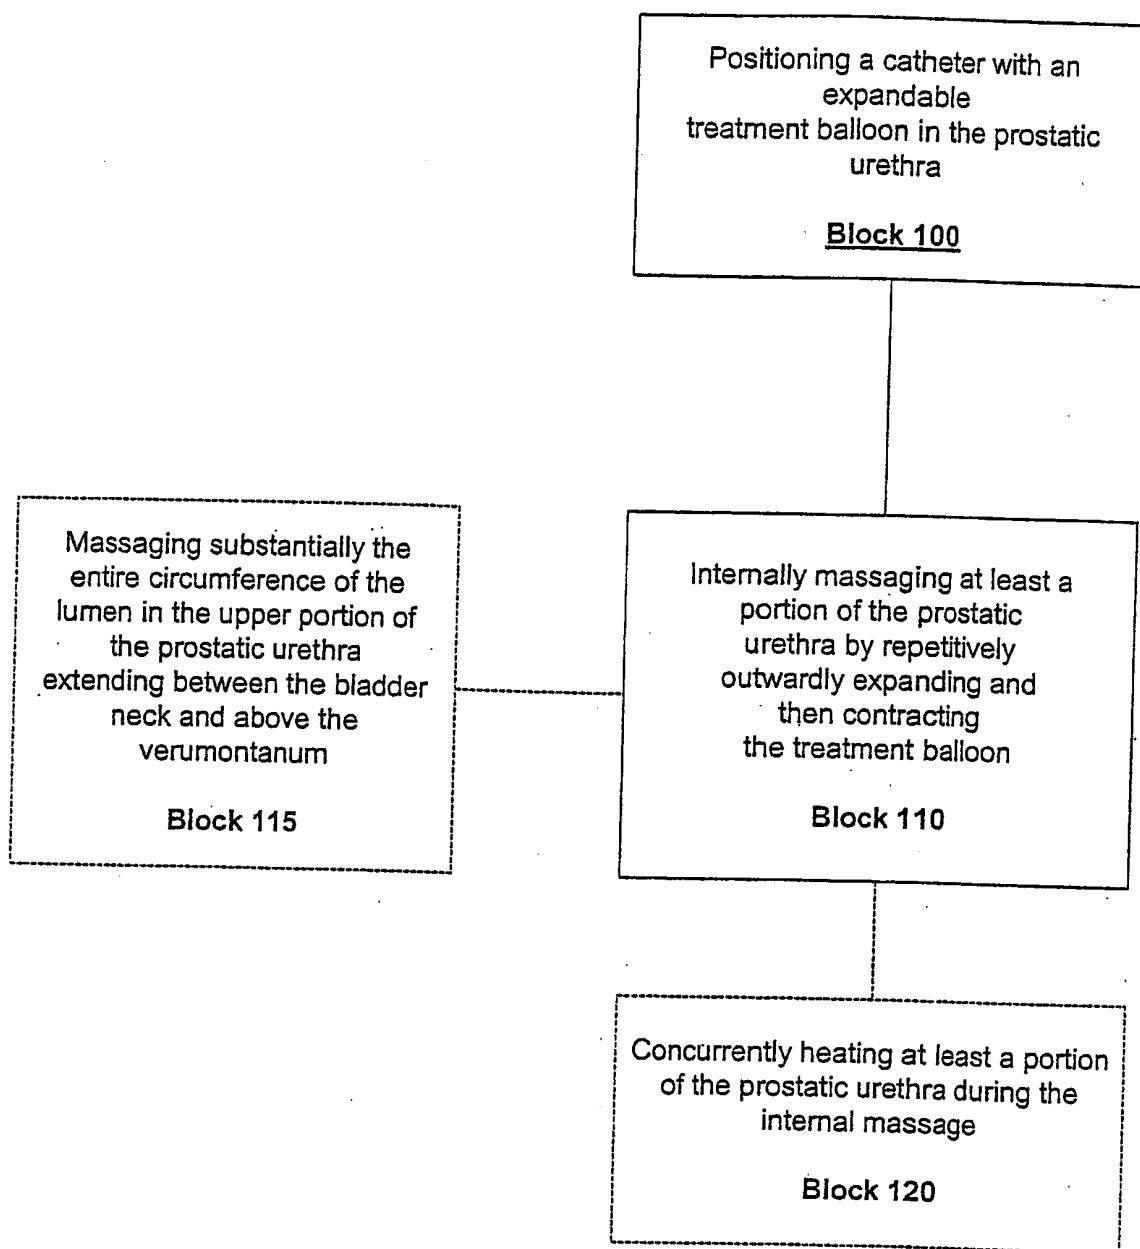 Positioning a catheter with an
expandable
treatment balloon in the prostatic
urethra
Block 100
Massaging substantially the
entire circumference of the
lumen in the upper portion of
the prostatic urethra
extending between the bladder
neck and above the
verumontanum
Block 115
Internally massaging at least a
portion of the prostatic
urethra by repetitively
outwardly expanding and
then contracting
the treatment balloon
Block 110
Concurrently heating at least a portion
of the prostatic urethra during the
internal massage
Block 120